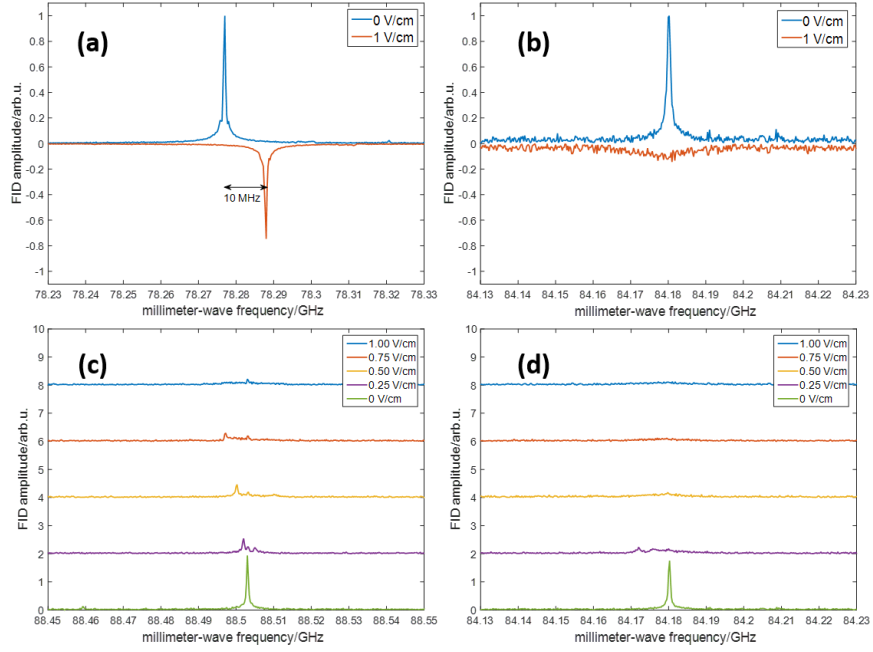 (a)
0 V/cm
1 V/cm
1
0.8
0.6
0.4
0.2
0
-0.2
-0.4
-0.6
-0.8
-1
FID amplitude/arb.u.
10 MHz
78.23 78.24 78.25 78.26 78.27 78.28 78.29 78.3 78.31 78.32 78.33
millimeter-wave frequency/GHz
(b)
0 V/cm
1 V/cm
1
0.8
0.6
0.4
0.2
0
-0.2
-0.4
-0.6
-0.8
-1
FID amplitude/arb.u.
84.13 84.14 84.15 84.16 84.17 84.18 84.19 84.2 84.21 84.22 84.23
millimeter-wave frequency/GHz
(c)
1.00 V/cm
0.75 V/cm
0.50 V/cm
0.25 V/cm
0 V/cm
10
9
8
7
6
5
4
3
2
1
0
FID amplitude/arb.u.
88.45 88.46 88.47 88.48 88.49 88.5 88.51 88.52 88.53 88.54 88.55
millimeter-wave frequency/GHz
(d)
1.00 V/cm
0.75 V/cm
0.50 V/cm
0.25 V/cm
0 V/cm
10
9
8
7
6
5
4
3
2
1
0
FID amplitude/arb.u.
84.13 84.14 84.15 84.16 84.17 84.18 84.19 84.2 84.21 84.22 84.23
millimeter-wave frequency/GHz